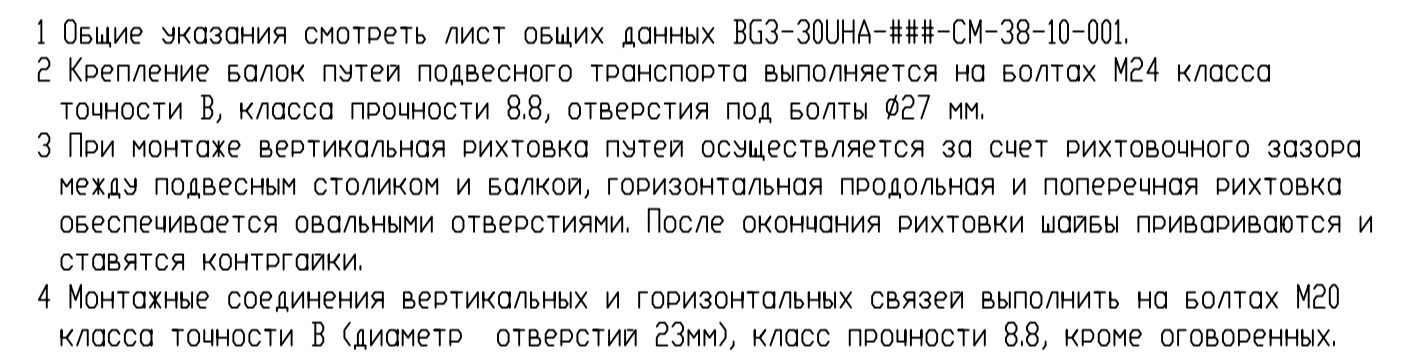 1 Общие указания смотреть лист общих данных BG3-30UHA-###-CM-38-10-001.
2 Крепление балок путей подвесного транспорта выполняется на болтах М24 класса
точности В, класса прочности 8.8, отверстия под болты Ø27 мм.
3 При монтаже вертикальная рихтовка путей осуществляется за счет рихтовочного зазора
между подвесным столиком и балкой, горизонтальная продольная и поперечная рихтовка
обеспечивается овальными отверстиями. После окончания рихтовки шайбы привариваются и
ставятся контргайки.
4 Монтажные соединения вертикальных и горизонтальных связей выполнить на болтах М20
класса точности В (диаметр  отверстий 23мм), класс прочности 8.8, кроме оговоренных.